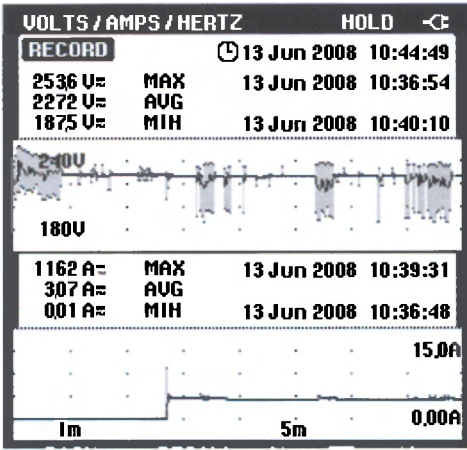 VOLTS / AMPS / HERTZ HOLD
RECORD 13 Jun 2008 10:44:49
253,6 V MAX 13 Jun 2008 10:36:54
227,2 V AVG
187,5 V MIN 13 Jun 2008 10:40:10
240V
180V
11,62 A MAX 13 Jun 2008 10:39:31
3,07 A AVG
0,01 A MIN 13 Jun 2008 10:36:48
15,0A
0,00A
1m 5m